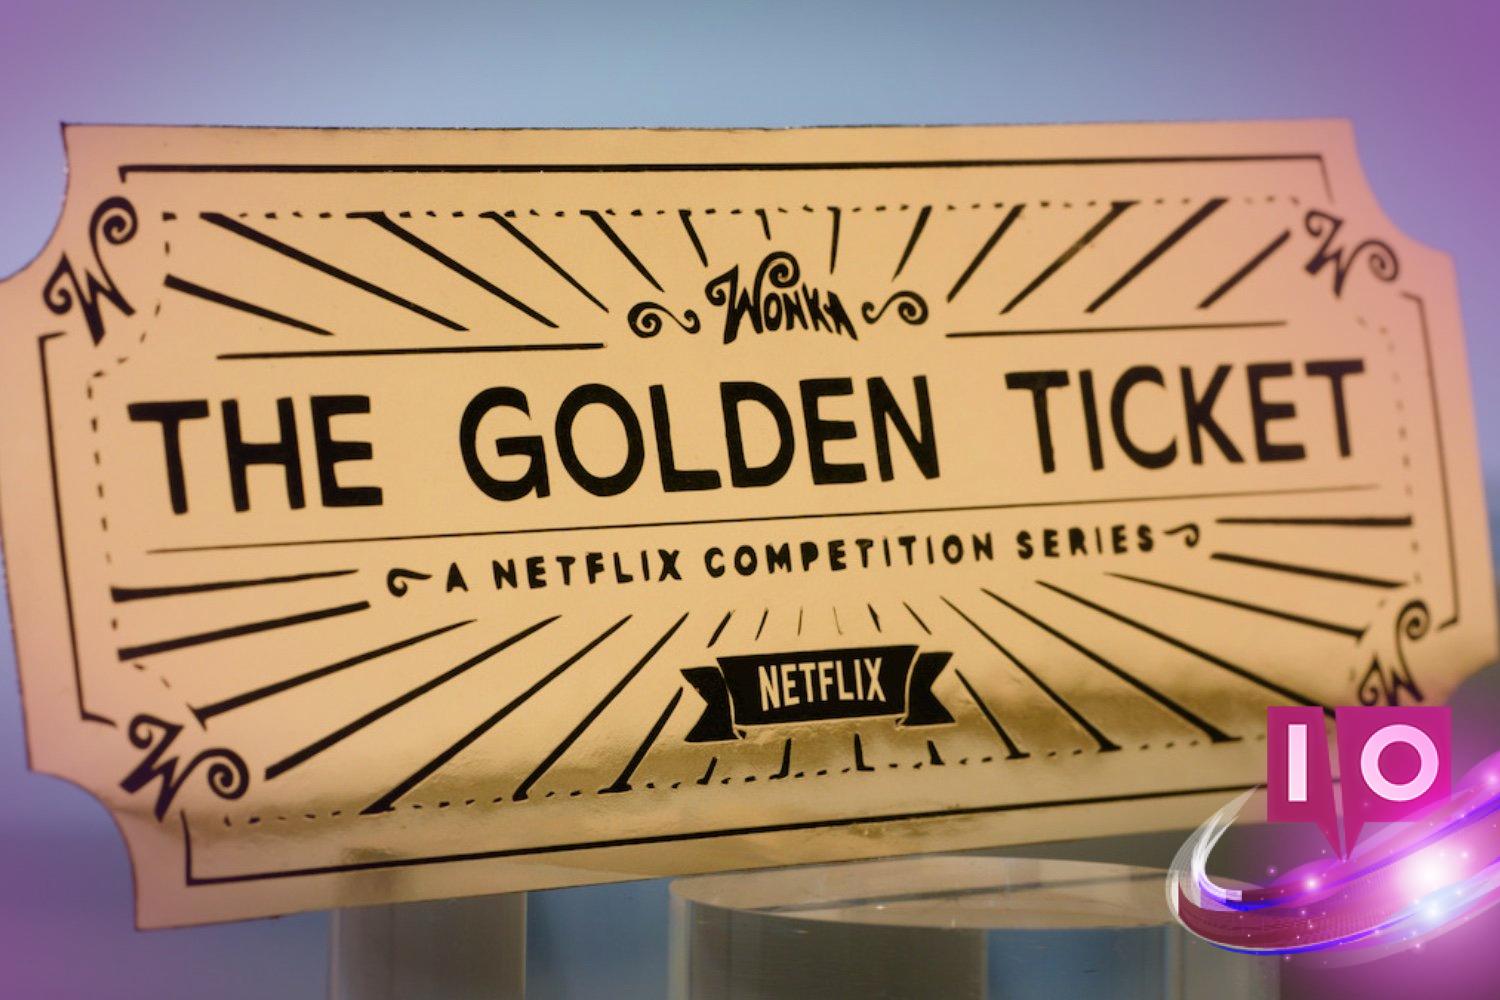 W
W
WONKA
THE GOLDEN TICKET
A NETFLIX COMPETITION SERIES
NETFLIX
W
W
IO